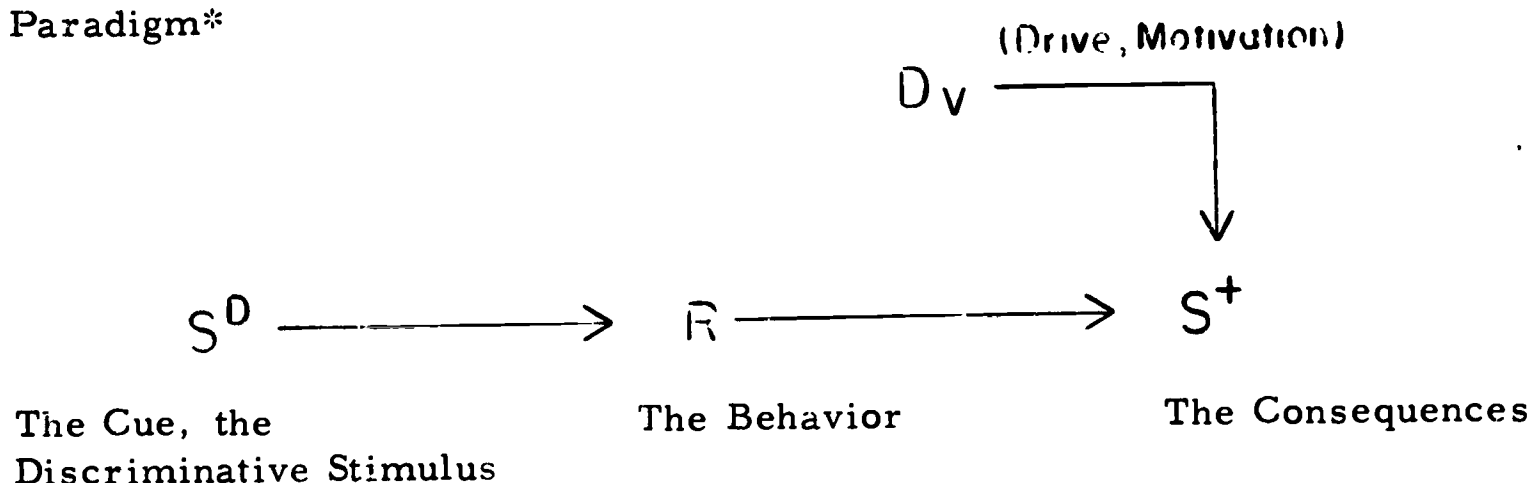 Paradigm*
(Drive, Motivation)
Dv
S^D R S^+
The Cue, the
Discriminative Stimulus
The Behavior
The Consequences